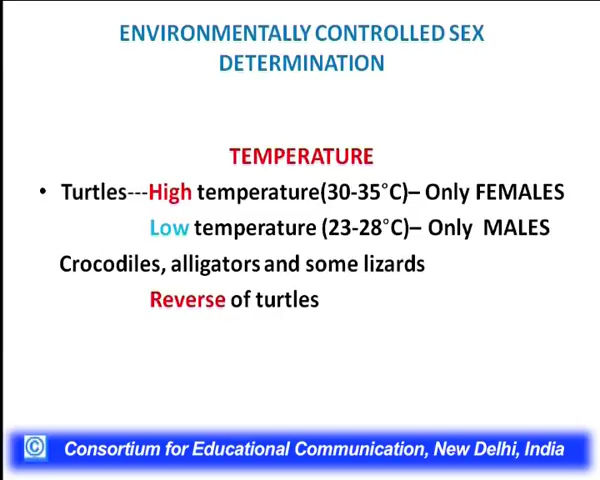 ENVIRONMENTALLY CONTROLLED SEX
DETERMINATION
TEMPERATURE
• Turtles---High temperature(30-35°C)– Only FEMALES
Low temperature (23-28°C)– Only MALES
Crocodiles, alligators and some lizards
Reverse of turtles
© Consortium for Educational Communication, New Delhi, India